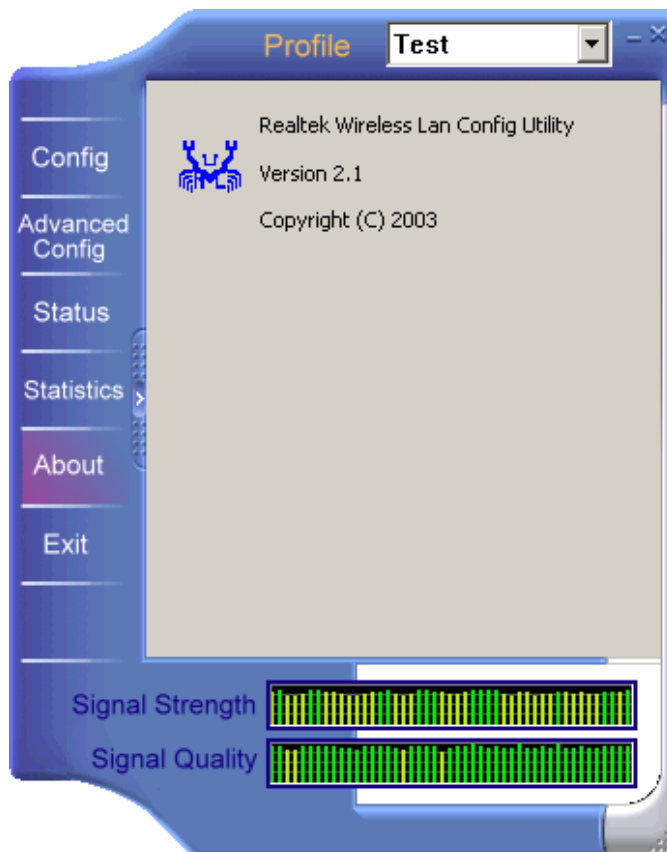 Profile
Test
Config
Advanced
Config
Status
Statistics
About
Exit
Realtek Wireless Lan Config Utility
Version 2.1
Copyright (C) 2003
Signal Strength
Signal Quality